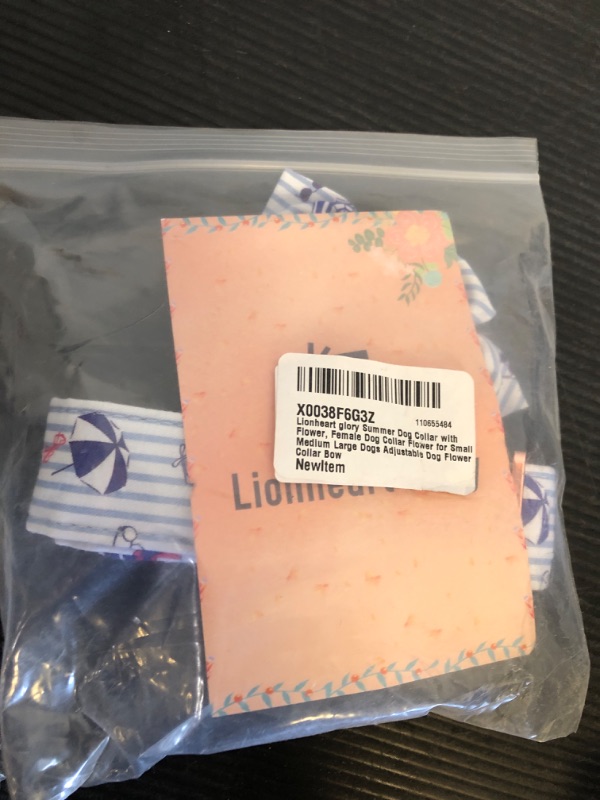 X0038F6G3Z
110655484
Lionheart glory Summer Dog Collar with
Flower, Female Dog Collar Flower for Small
Medium Large Dogs Adjustable Dog Flower
Collar Bow
NewItem
Lionheart